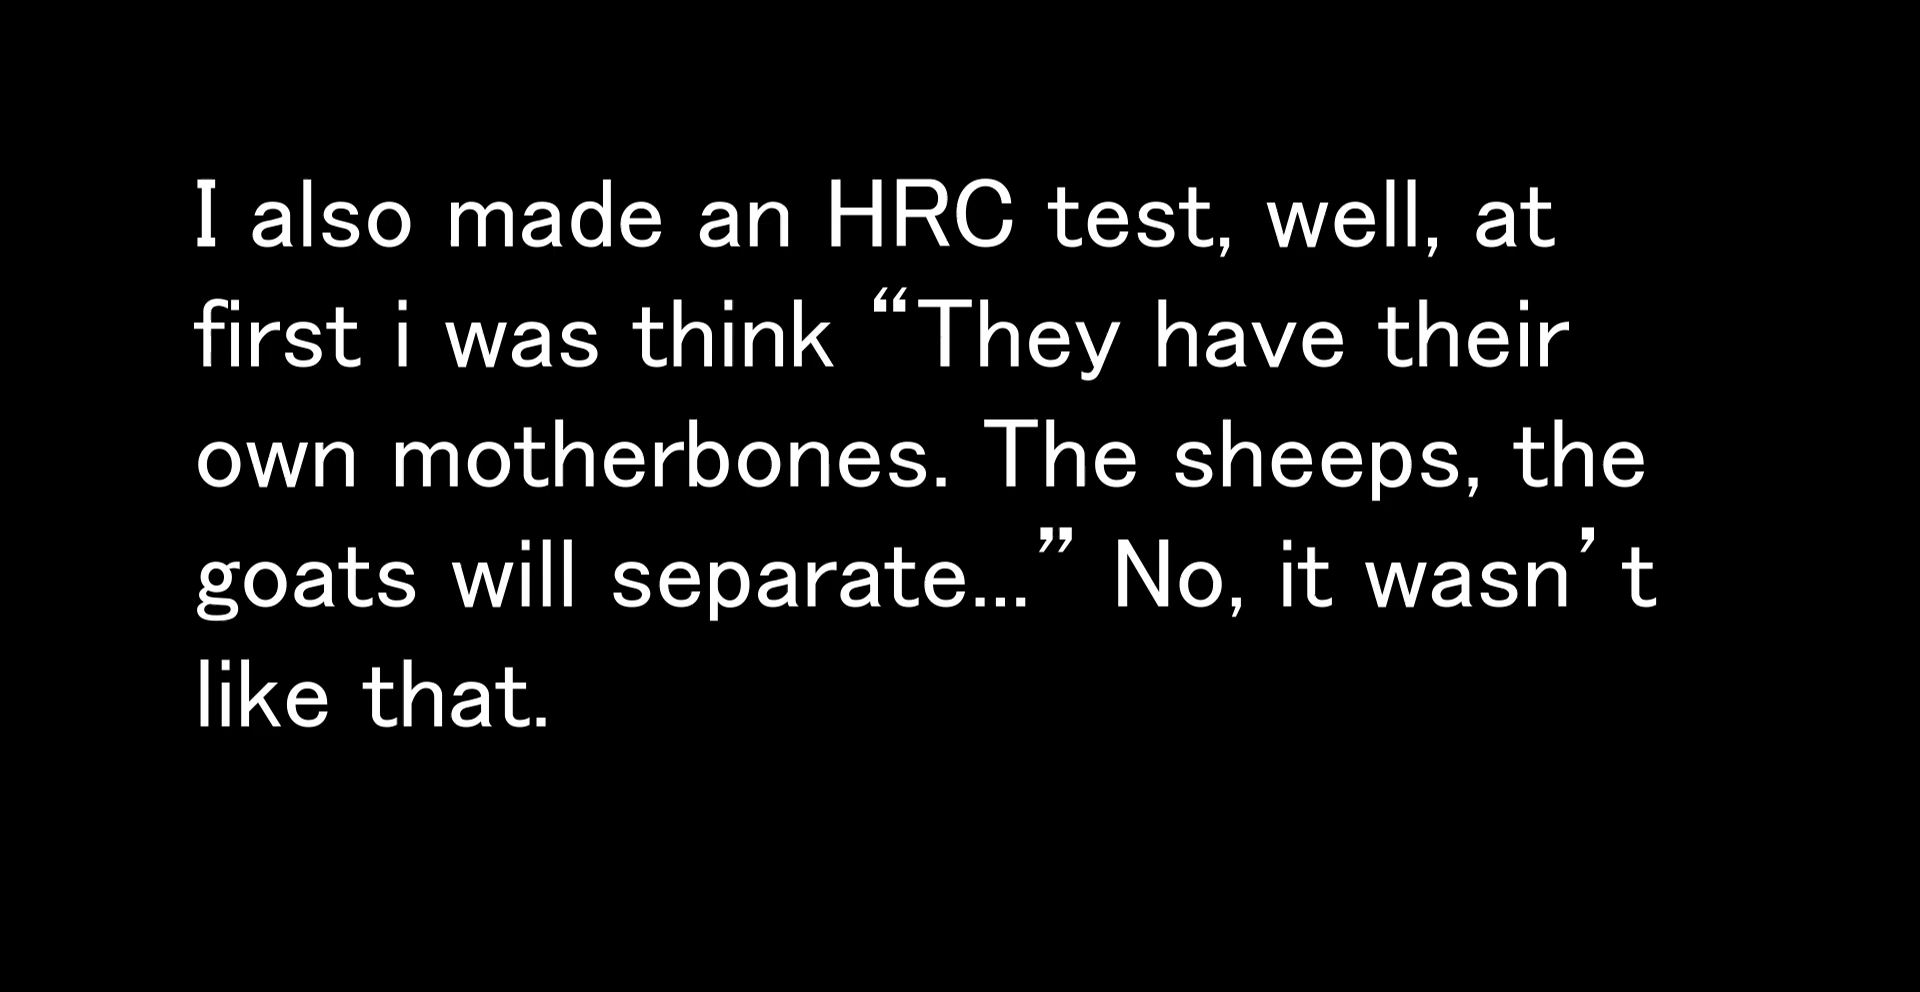 I also made an HRC test, well, at
first i was think “They have their
own motherbones. The sheeps, the
goats will separate...” No, it wasn’t
like that.